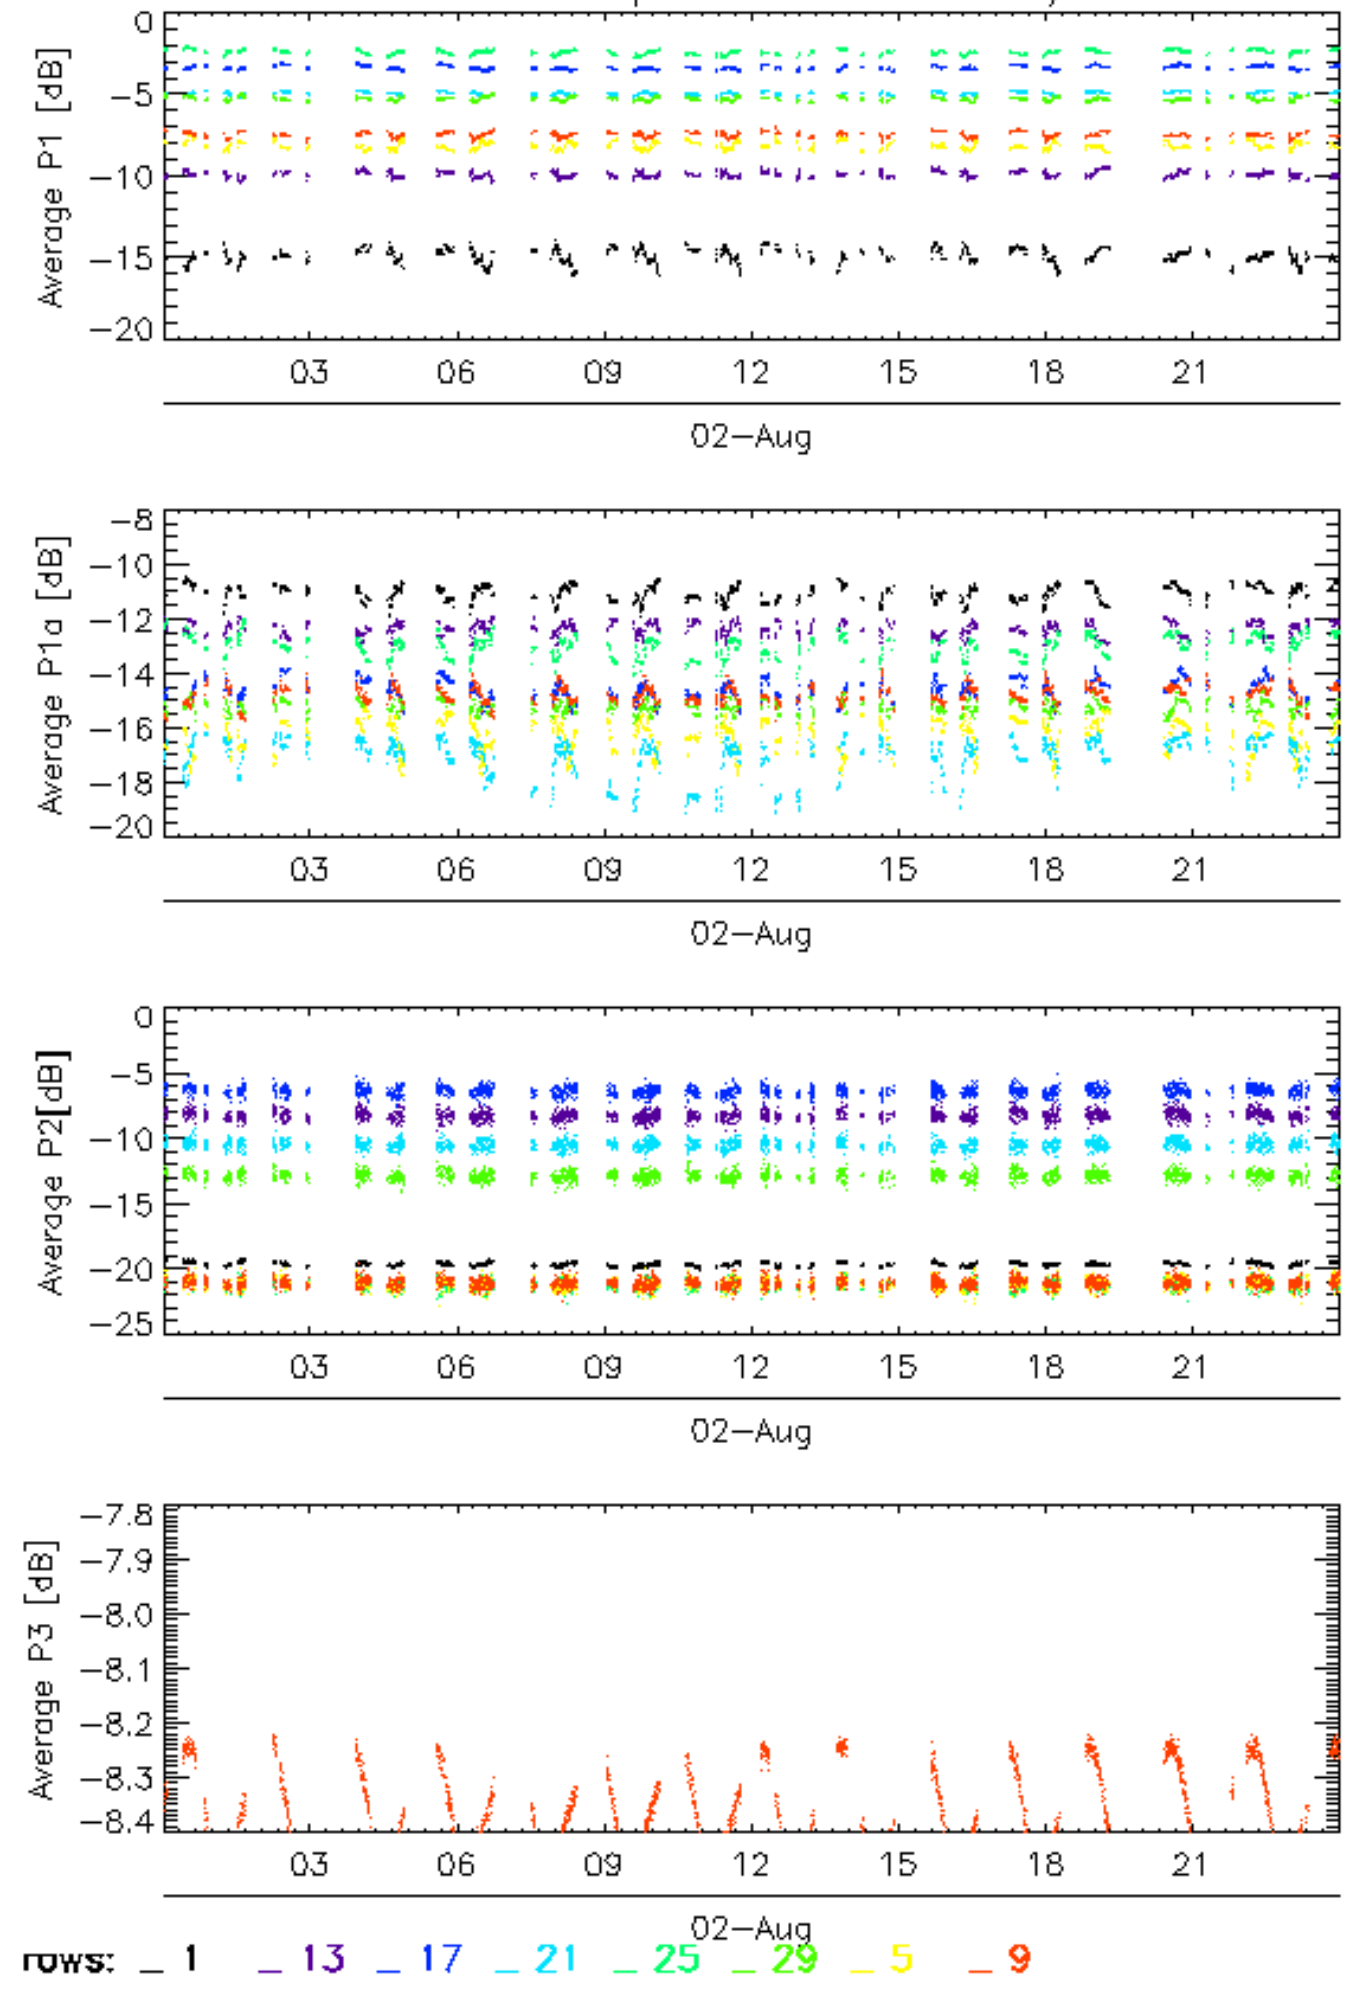 0
−5
−10
−15
−20
Average P1 [dB]
03 06 09 12 15 18 21
02−Aug
−8
−10
−12
−14
−16
−18
−20
Average P1a [dB]
03 06 09 12 15 18 21
02−Aug
0
−5
−10
−15
−20
−25
Average P2[dB]
03 06 09 12 15 18 21
02−Aug
−7.8
−7.9
−8.0
−8.1
−8.2
−8.3
−8.4
Average P3 [dB]
03 06 09 12 15 18 21
02−Aug
rows: _ 1 _ 13 _ 17 _ 21 _ 25 _ 29 _ 5 _ 9